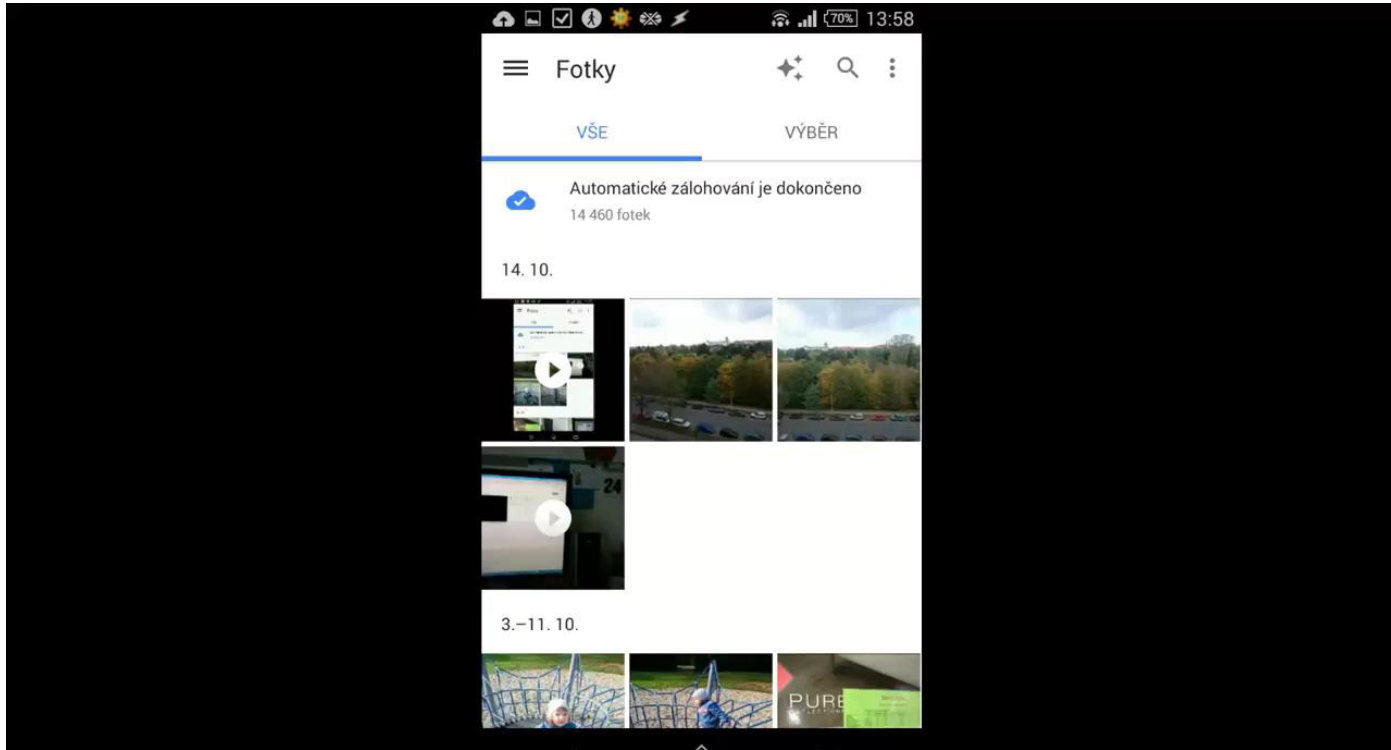 70% 13:58
Fotky
VŠE VÝBĚR
Automatické zálohování je dokončeno
14 460 fotek
14. 10.
24
3.–11. 10.
PURE